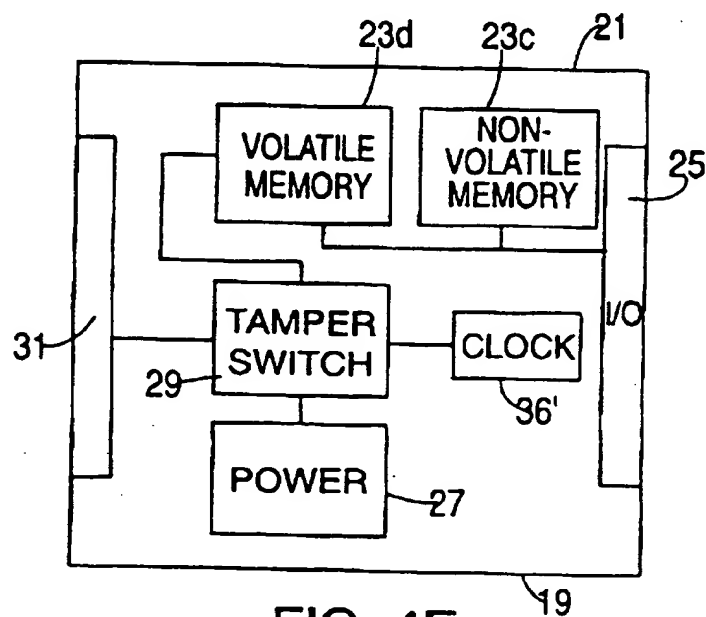 23d
23c
21
VOLATILE
MEMORY
NON-
VOLATILE
MEMORY
25
I/O
31
TAMPER
SWITCH
29
CLOCK
36'
POWER
27
19